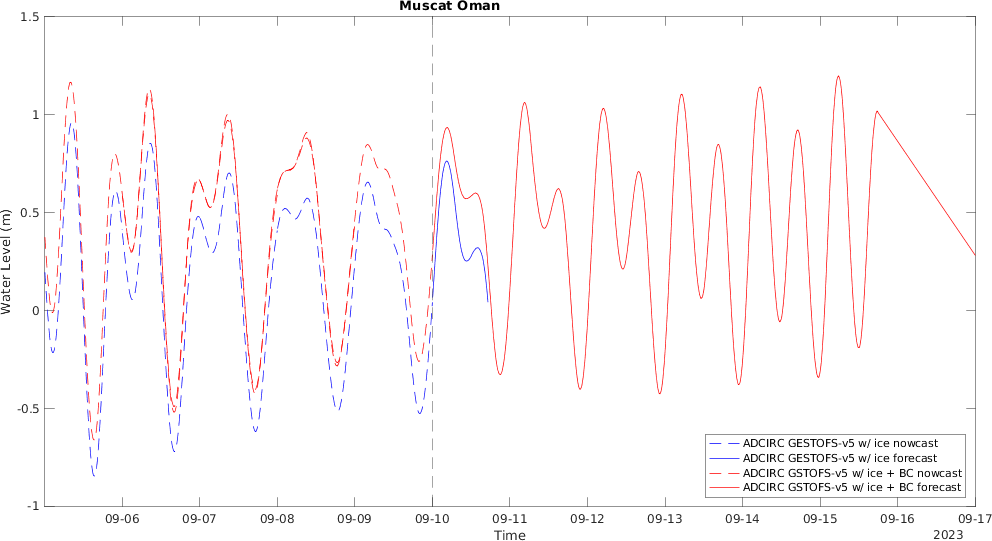 Muscat Oman
1.5
1
0.5
0
-0.5
-1
Water Level (m)
09-06 09-07 09-08 09-09 09-10 09-11 09-12 09-13 09-14 09-15 09-16 09-17
Time
2023
ADCIRC GESTOFS-v5 w/ ice nowcast
ADCIRC GESTOFS-v5 w/ ice forecast
ADCIRC GSTOFS-v5 w/ ice + BC nowcast
ADCIRC GSTOFS-v5 w/ ice + BC forecast